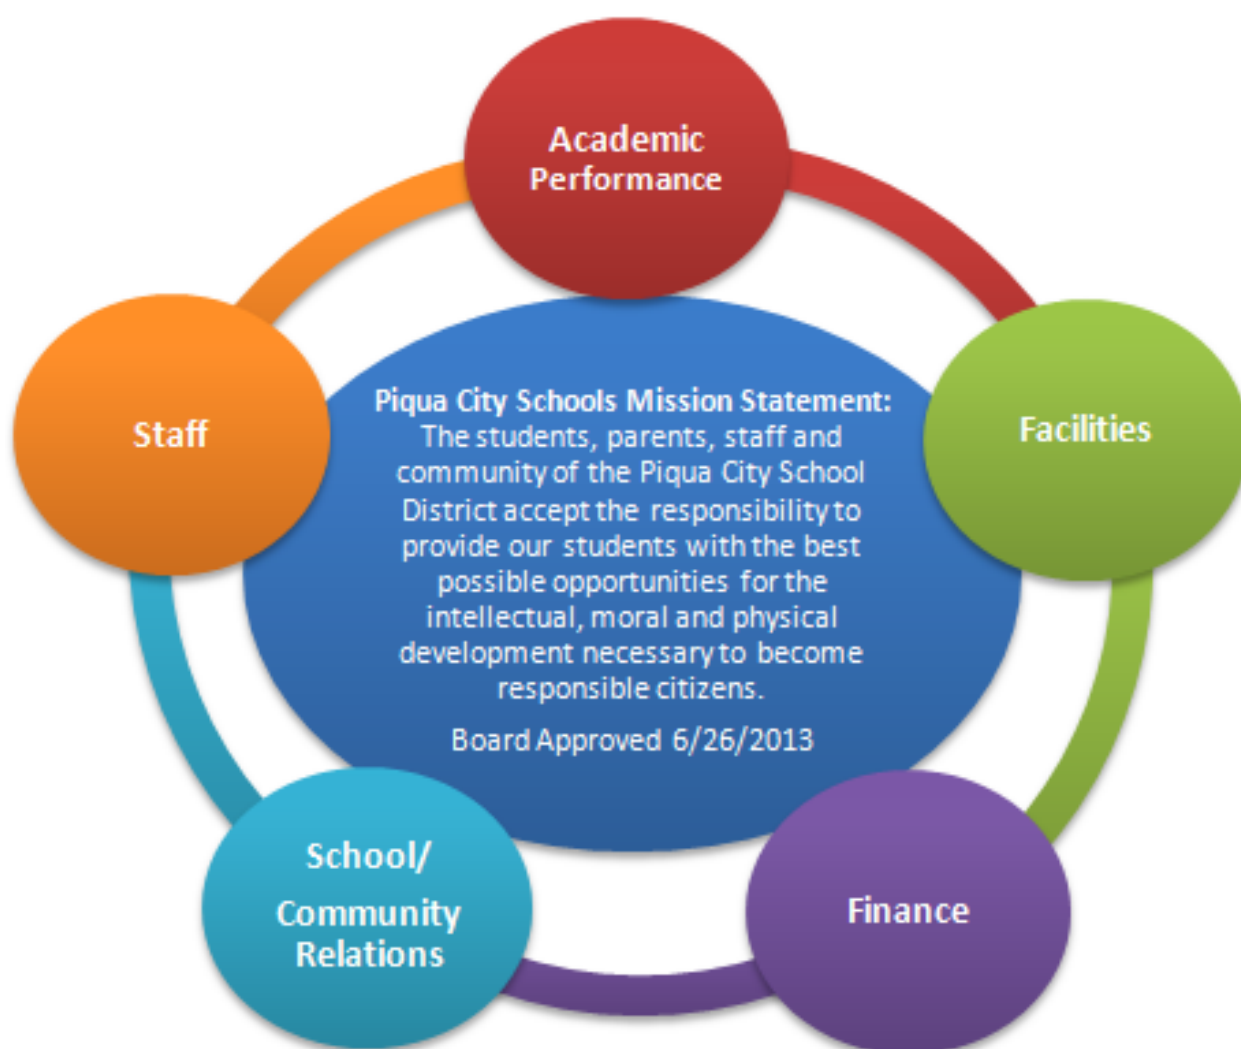 Academic
Performance
Staff
Facilities
Piqua City Schools Mission Statement:
The students, parents, staff and
community of the Piqua City School
District accept the responsibility to
provide our students with the best
possible opportunities for the
intellectual, moral and physical
development necessary to become
responsible citizens.
Board Approved 6/26/2013
School/
Community
Relations
Finance